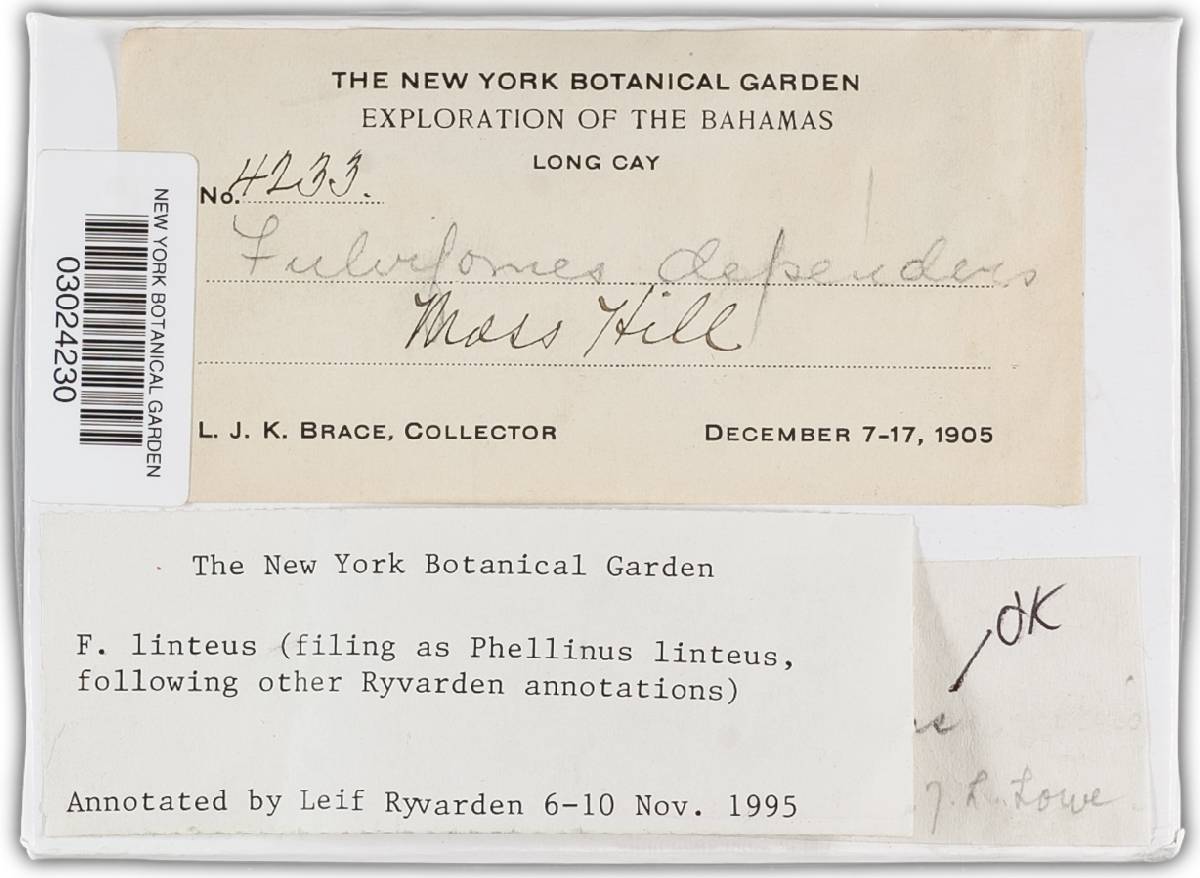 THE NEW YORK BOTANICAL GARDEN
EXPLORATION OF THE BAHAMAS
LONG CAY
No. 4233.
Fulvifomes dependens
Moss Hill
L. J. K. BRACE, COLLECTOR DECEMBER 7-17, 1905
NEW YORK BOTANICAL GARDEN
03024230
The New York Botanical Garden
F. linteus (filing as Phellinus linteus,
following other Ryvarden annotations)
Annotated by Leif Ryvarden 6-10 Nov. 1995
OK
J. L. Lowe